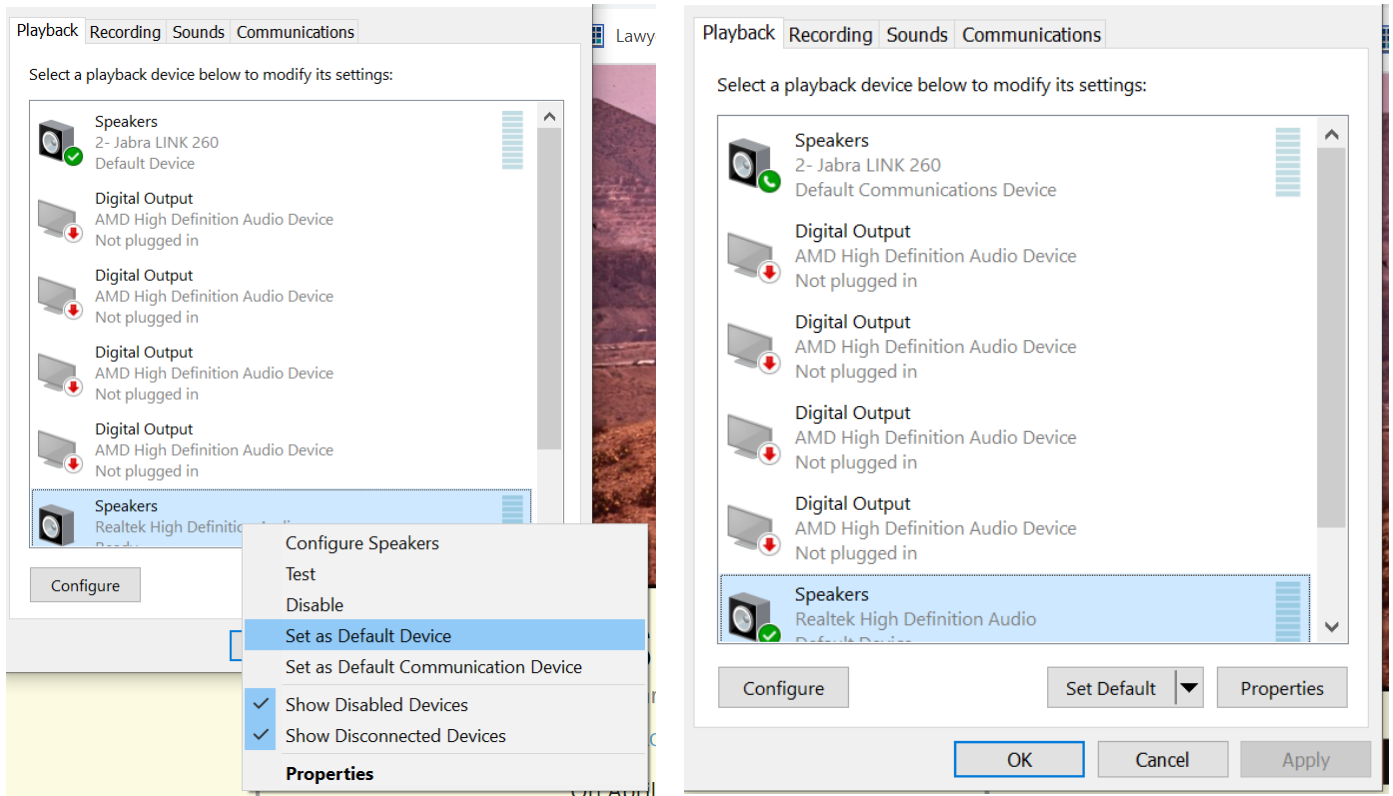 Playback
Recording
Sounds
Communications
Lawy
Select a playback device below to modify its settings:
Speakers
2- Jabra LINK 260
Default Device
Digital Output
AMD High Definition Audio Device
Not plugged in
Digital Output
AMD High Definition Audio Device
Not plugged in
Digital Output
AMD High Definition Audio Device
Not plugged in
Digital Output
AMD High Definition Audio Device
Not plugged in
Speakers
Realtek High
Configure
Configure Speakers
Test
Disable
Set as Default Device
Set as Default Communication Device
Show Disabled Devices
Show Disconnected Devices
Properties
Playback
Recording
Sounds
Communications
Select a playback device below to modify its settings:
Speakers
2- Jabra LINK 260
Default Communications Device
Digital Output
AMD High Definition Audio Device
Not plugged in
Digital Output
AMD High Definition Audio Device
Not plugged in
Digital Output
AMD High Definition Audio Device
Not plugged in
Digital Output
AMD High Definition Audio Device
Not plugged in
Speakers
Realtek High Definition Audio
Default Device
Configure
Set Default
Properties
OK
Cancel
Apply